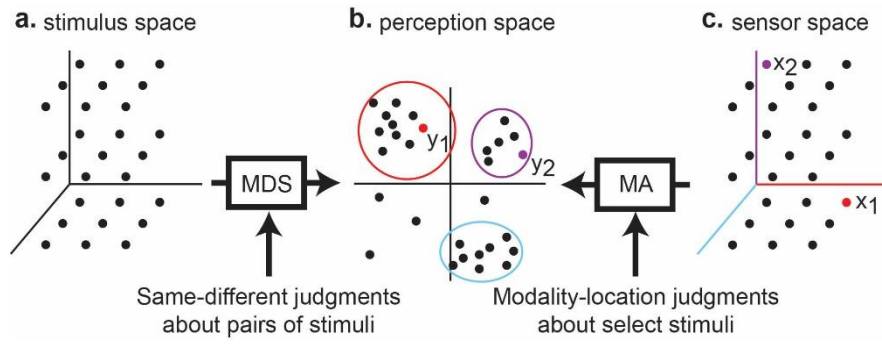 a. stimulus space
b. perception space
c. sensor space
x2
y1
y2
MDS
MA
x1
Same-different judgments
about pairs of stimuli
Modality-location judgments
about select stimuli